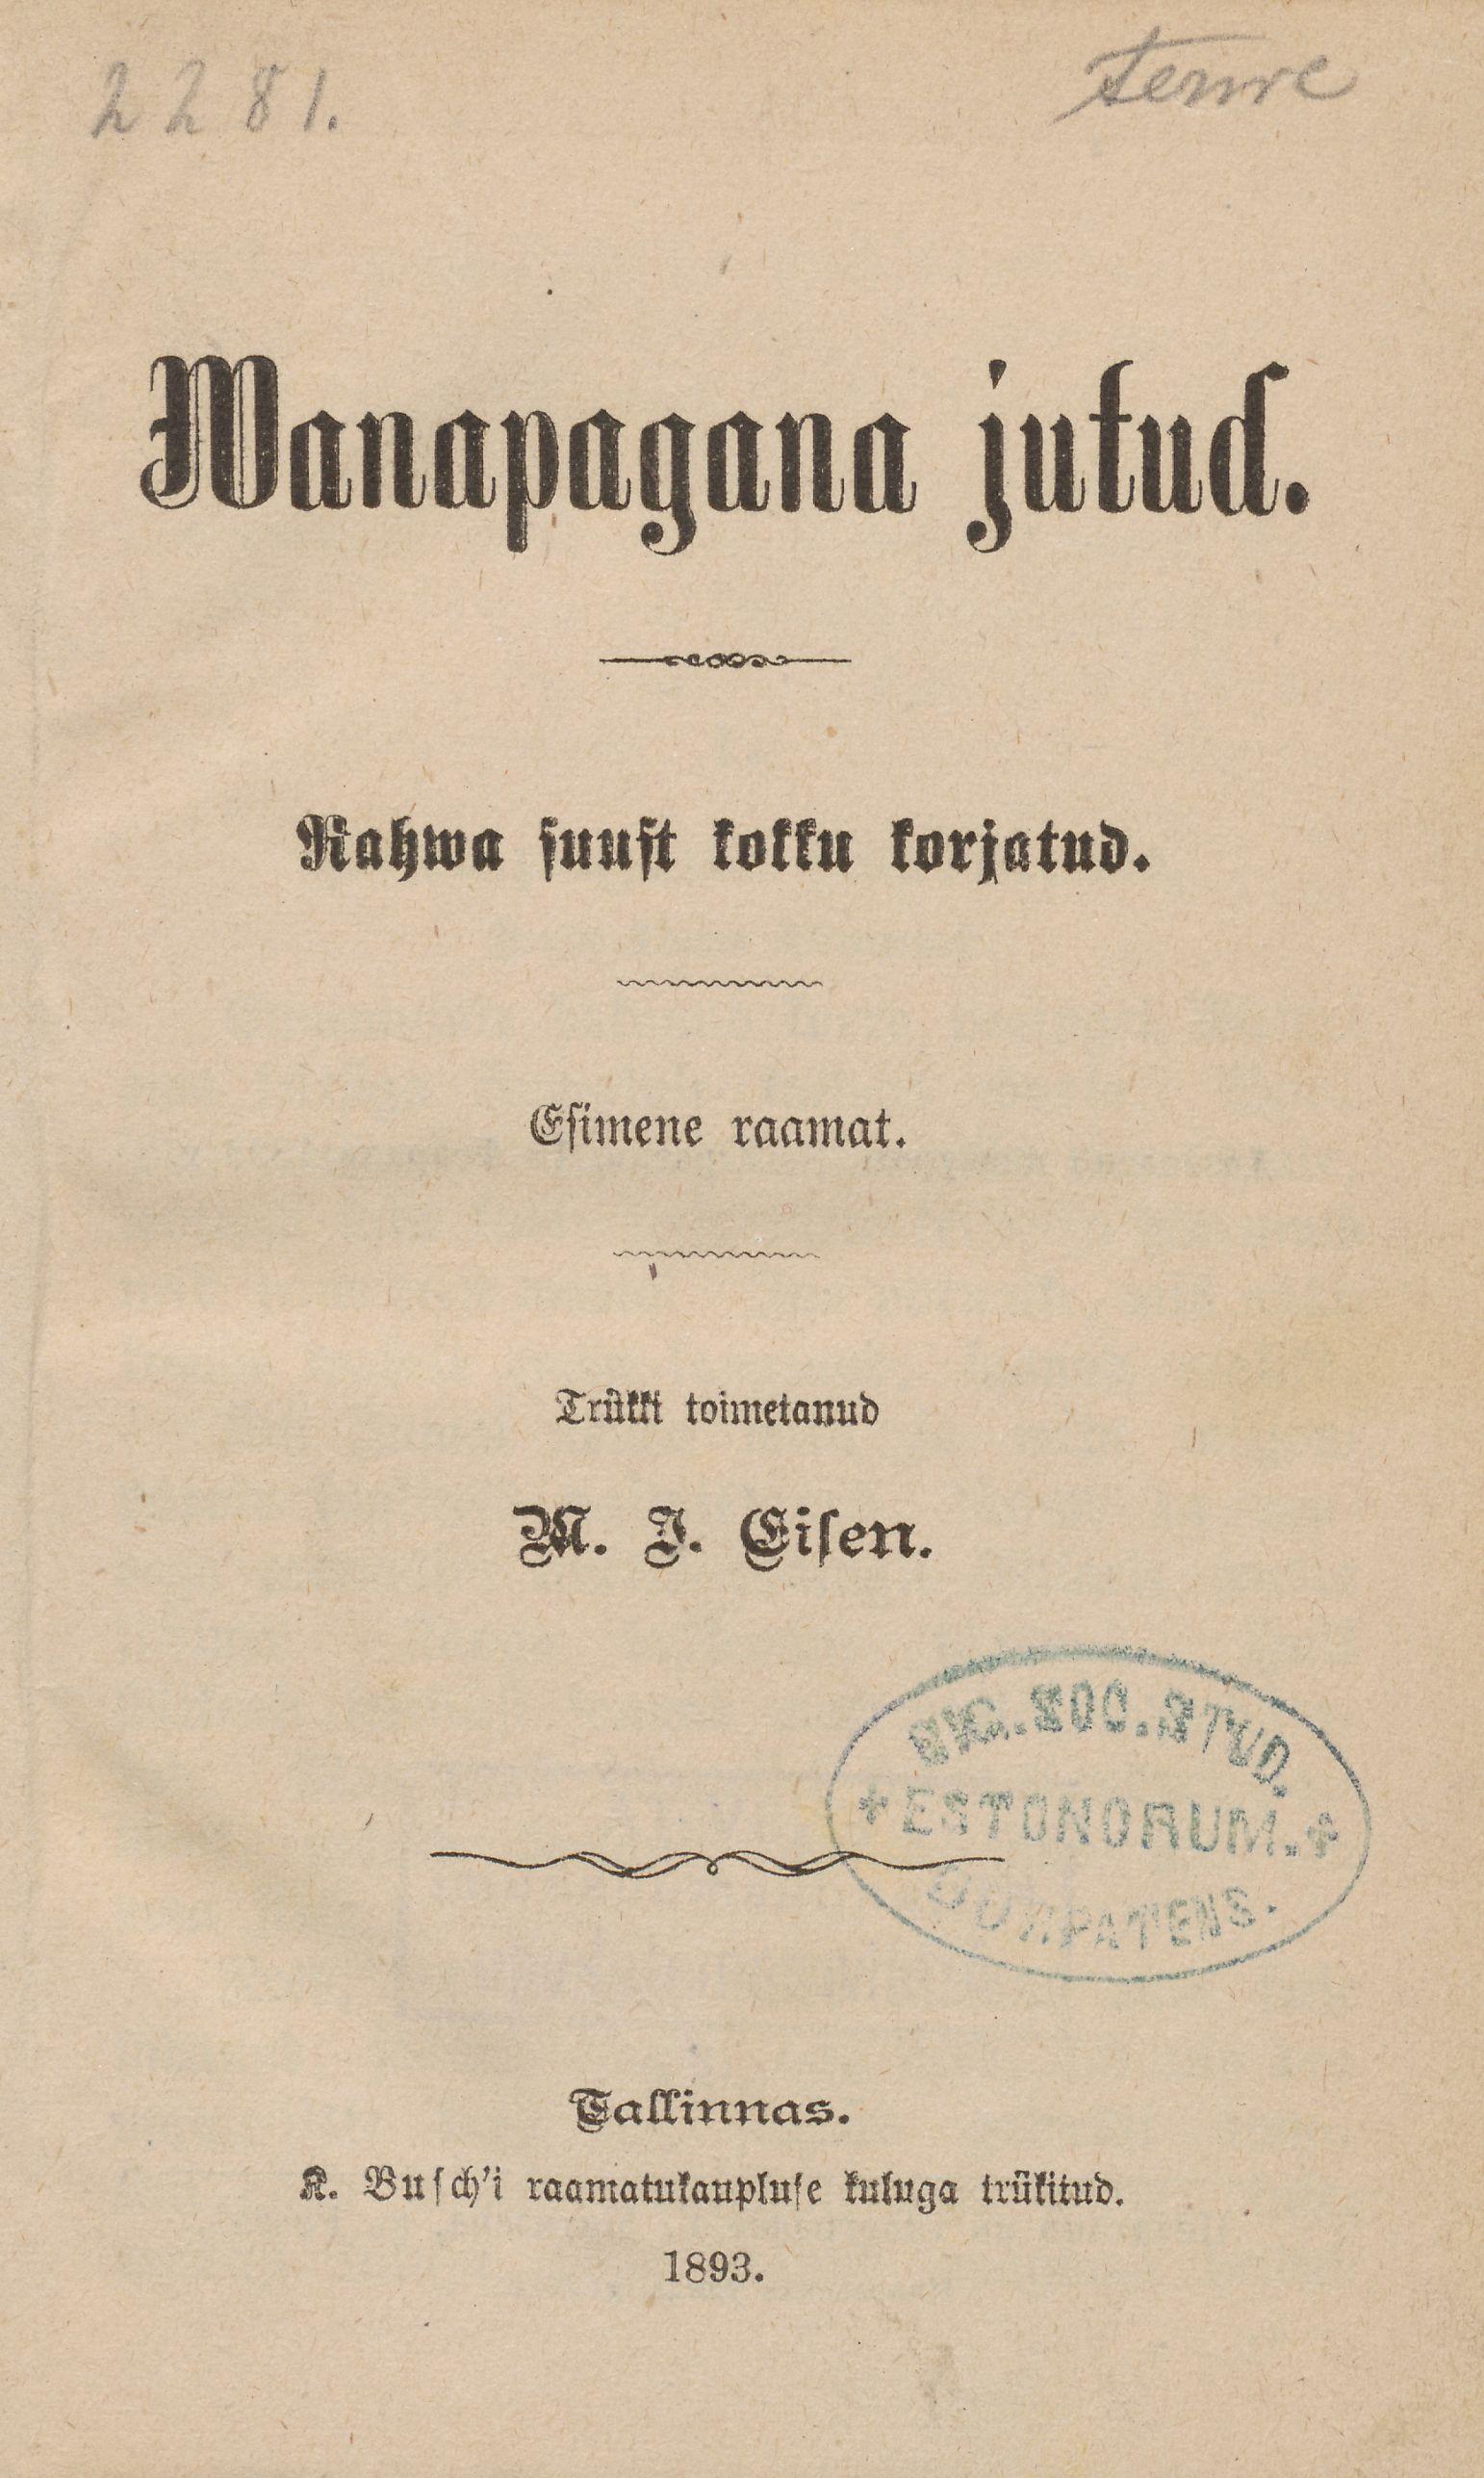 2281.
Wanapagana jutud.
Rahwa suust kokku korjatud.
Esimene raamat.
Trükki toimetanud
M. J. Eisen.
SIG. SOC. STUD.
ESTONORUM.
DORPATENS.
Tallinnas.
K. Busch'i raamatukaupluse kuluga trükitud.
1893.